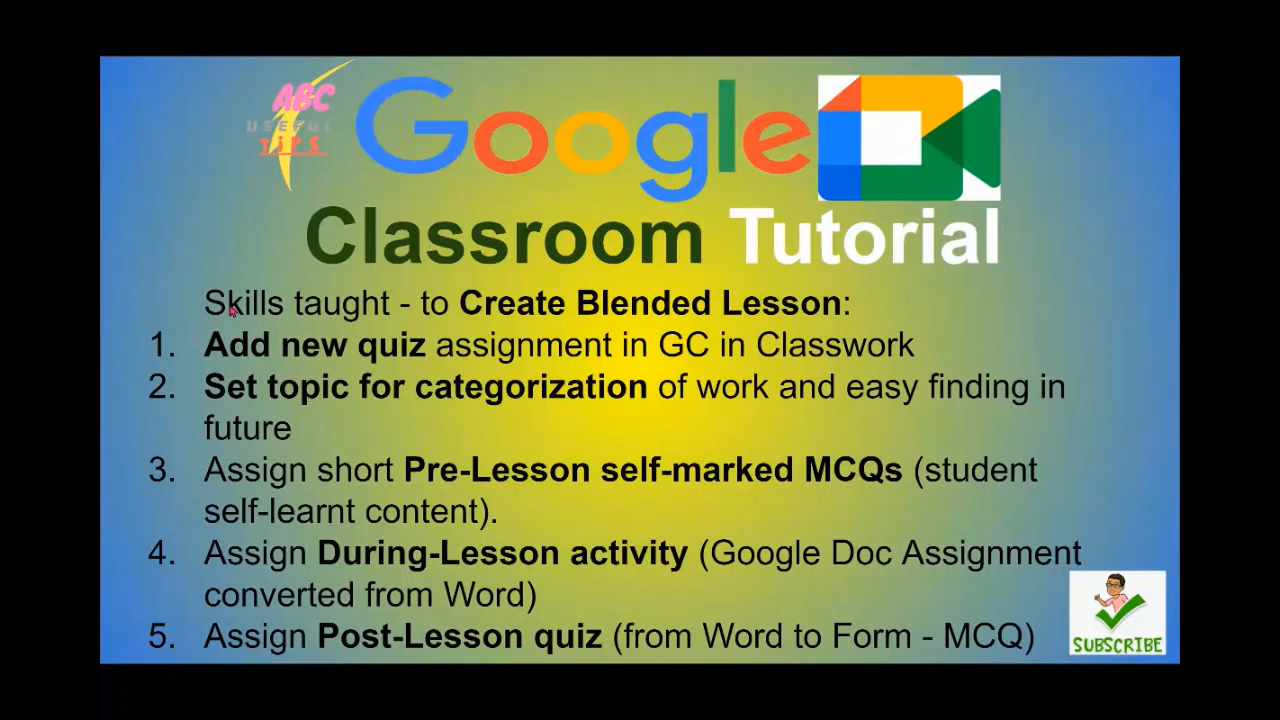 ABC
USEFUL
TIPS
Google
Classroom Tutorial
Skills taught - to Create Blended Lesson:
1. Add new quiz assignment in GC in Classwork
2. Set topic for categorization of work and easy finding in
future
3. Assign short Pre-Lesson self-marked MCQs (student
self-learnt content).
4. Assign During-Lesson activity (Google Doc Assignment
converted from Word)
5. Assign Post-Lesson quiz (from Word to Form - MCQ)
SUBSCRIBE